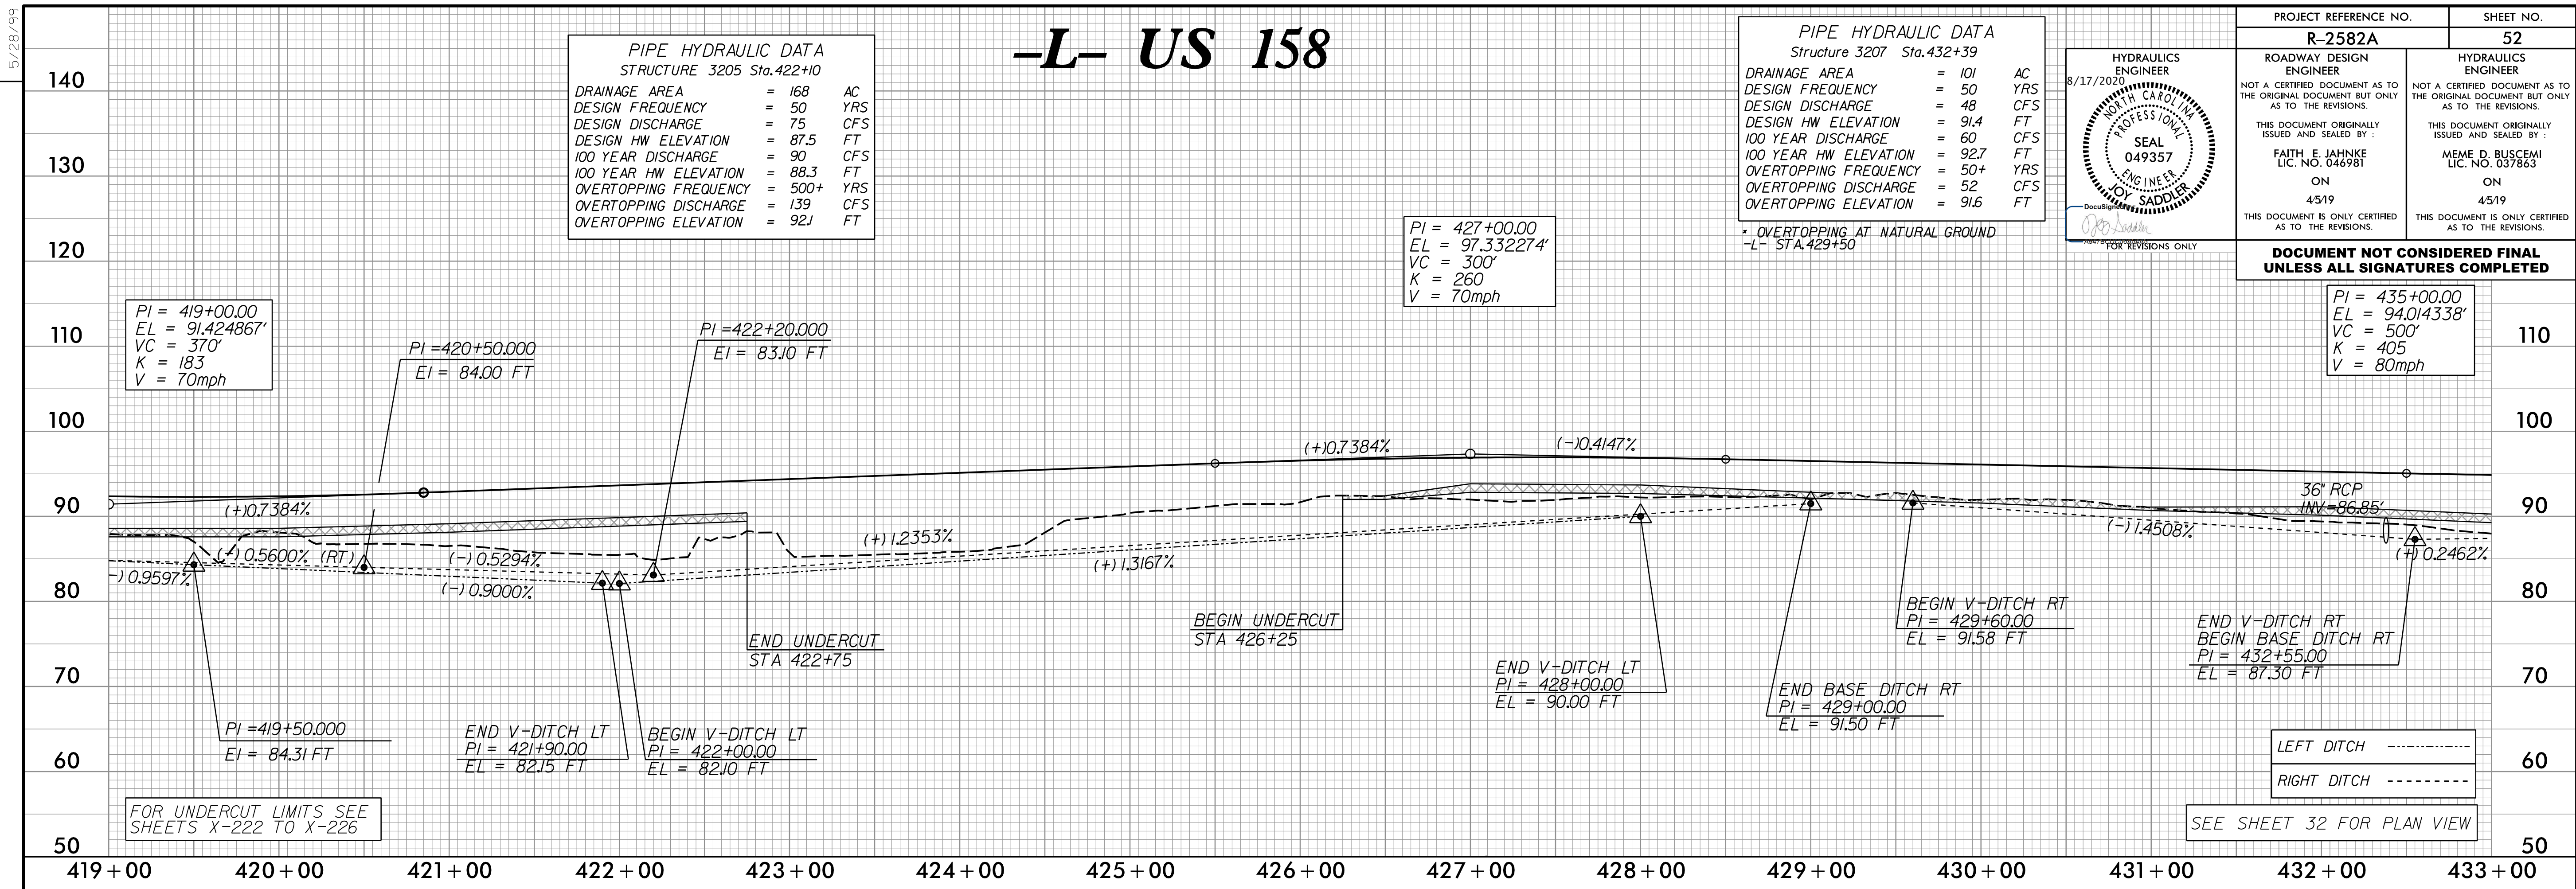 5/28/99
-L- US 158
PROJECT REFERENCE NO.
SHEET NO.
R-2582A
52
HYDRAULICS
ENGINEER
8/17/2020
NORTH CAROLINA
PROFESSIONAL
SEAL
049357
ENGINEER
JOY SADDLER
FOR REVISIONS ONLY
ROADWAY DESIGN
ENGINEER
NOT A CERTIFIED DOCUMENT AS TO
THE ORIGINAL DOCUMENT BUT ONLY
AS TO THE REVISIONS.
THIS DOCUMENT ORIGINALLY
ISSUED AND SEALED BY :
FAITH E. JAHNKE
LIC. NO. 046981
ON
4/5/19
THIS DOCUMENT IS ONLY CERTIFIED
AS TO THE REVISIONS.
HYDRAULICS
ENGINEER
NOT A CERTIFIED DOCUMENT AS TO
THE ORIGINAL DOCUMENT BUT ONLY
AS TO THE REVISIONS.
THIS DOCUMENT ORIGINALLY
ISSUED AND SEALED BY :
MEME D. BUSCEMI
LIC. NO. 037863
ON
4/5/19
THIS DOCUMENT IS ONLY CERTIFIED
AS TO THE REVISIONS.
DOCUMENT NOT CONSIDERED FINAL
UNLESS ALL SIGNATURES COMPLETED
PIPE HYDRAULIC DATA
STRUCTURE 3205 Sta.422+10
DRAINAGE AREA = 168 AC
DESIGN FREQUENCY = 50 YRS
DESIGN DISCHARGE = 75 CFS
DESIGN HW ELEVATION = 87.5 FT
100 YEAR DISCHARGE = 90 CFS
100 YEAR HW ELEVATION = 88.3 FT
OVERTOPPING FREQUENCY = 500+ YRS
OVERTOPPING DISCHARGE = 139 CFS
OVERTOPPING ELEVATION = 92.1 FT
PIPE HYDRAULIC DATA
Structure 3207 Sta.432+39
DRAINAGE AREA = 101 AC
DESIGN FREQUENCY = 50 YRS
DESIGN DISCHARGE = 48 CFS
DESIGN HW ELEVATION = 91.4 FT
100 YEAR DISCHARGE = 60 CFS
100 YEAR HW ELEVATION = 92.7 FT
OVERTOPPING FREQUENCY = 50+ YRS
OVERTOPPING DISCHARGE = 52 CFS
OVERTOPPING ELEVATION = 91.6 FT
* OVERTOPPING AT NATURAL GROUND
-L- STA.429+50
140
130
120
110
100
90
80
70
60
50
PI = 419+00.00
EL = 91.424867'
VC = 370'
K = 183
V = 70mph
PI =420+50.000
El = 84.00 FT
PI =422+20.000
El = 83.10 FT
PI = 427+00.00
EL = 97.332274'
VC = 300'
K = 260
V = 70mph
PI = 435+00.00
EL = 94.014338'
VC = 500'
K = 405
V = 80mph
110
100
90
80
70
60
50
(+)0.7384%
(+)0.7384%
(-)0.4147%
(-)0.9597%
0.5600% (RT)
(-)0.5294%
(-)0.9000%
(+)1.2353%
(+)1.3167%
36" RCP
INV=86.85'
(-)1.4508%
(+)0.2462%
END UNDERCUT
STA 422+75
BEGIN UNDERCUT
STA 426+25
PI =419+50.000
El = 84.31 FT
END V-DITCH LT
PI = 421+90.00
EL = 82.15 FT
BEGIN V-DITCH LT
PI = 422+00.00
EL = 82.10 FT
END V-DITCH LT
PI = 428+00.00
EL = 90.00 FT
END BASE DITCH RT
PI = 429+00.00
EL = 91.50 FT
BEGIN V-DITCH RT
PI = 429+60.00
EL = 91.58 FT
END V-DITCH RT
BEGIN BASE DITCH RT
PI = 432+55.00
EL = 87.30 FT
LEFT DITCH
RIGHT DITCH
FOR UNDERCUT LIMITS SEE
SHEETS X-222 TO X-226
SEE SHEET 32 FOR PLAN VIEW
419+00 420+00 421+00 422+00 423+00 424+00 425+00 426+00 427+00 428+00 429+00 430+00 431+00 432+00 433+00